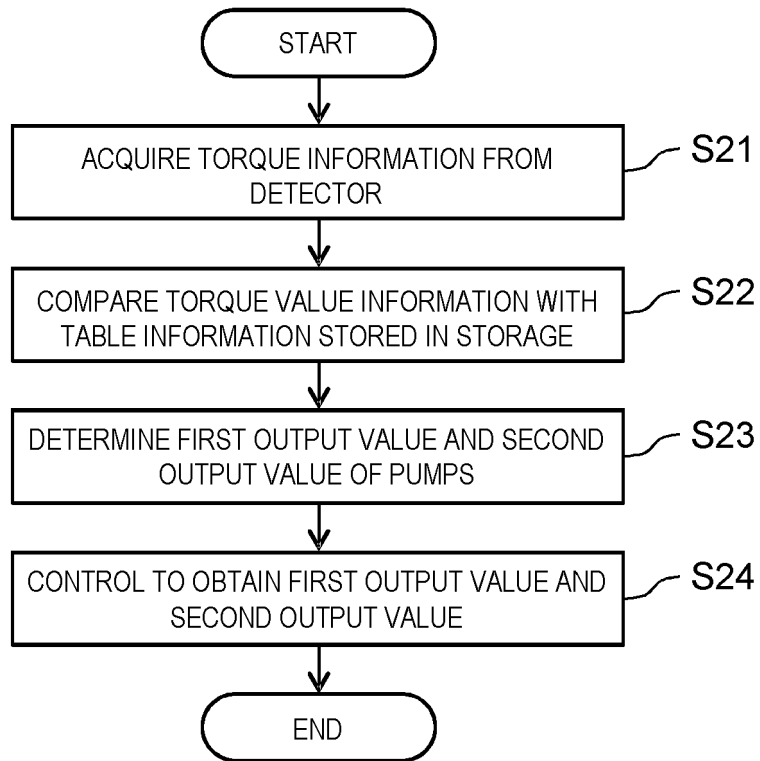 START
ACQUIRE TORQUE INFORMATION FROM
DETECTOR
S21
COMPARE TORQUE VALUE INFORMATION WITH
TABLE INFORMATION STORED IN STORAGE
S22
DETERMINE FIRST OUTPUT VALUE AND SECOND
OUTPUT VALUE OF PUMPS
S23
CONTROL TO OBTAIN FIRST OUTPUT VALUE AND
SECOND OUTPUT VALUE
S24
END